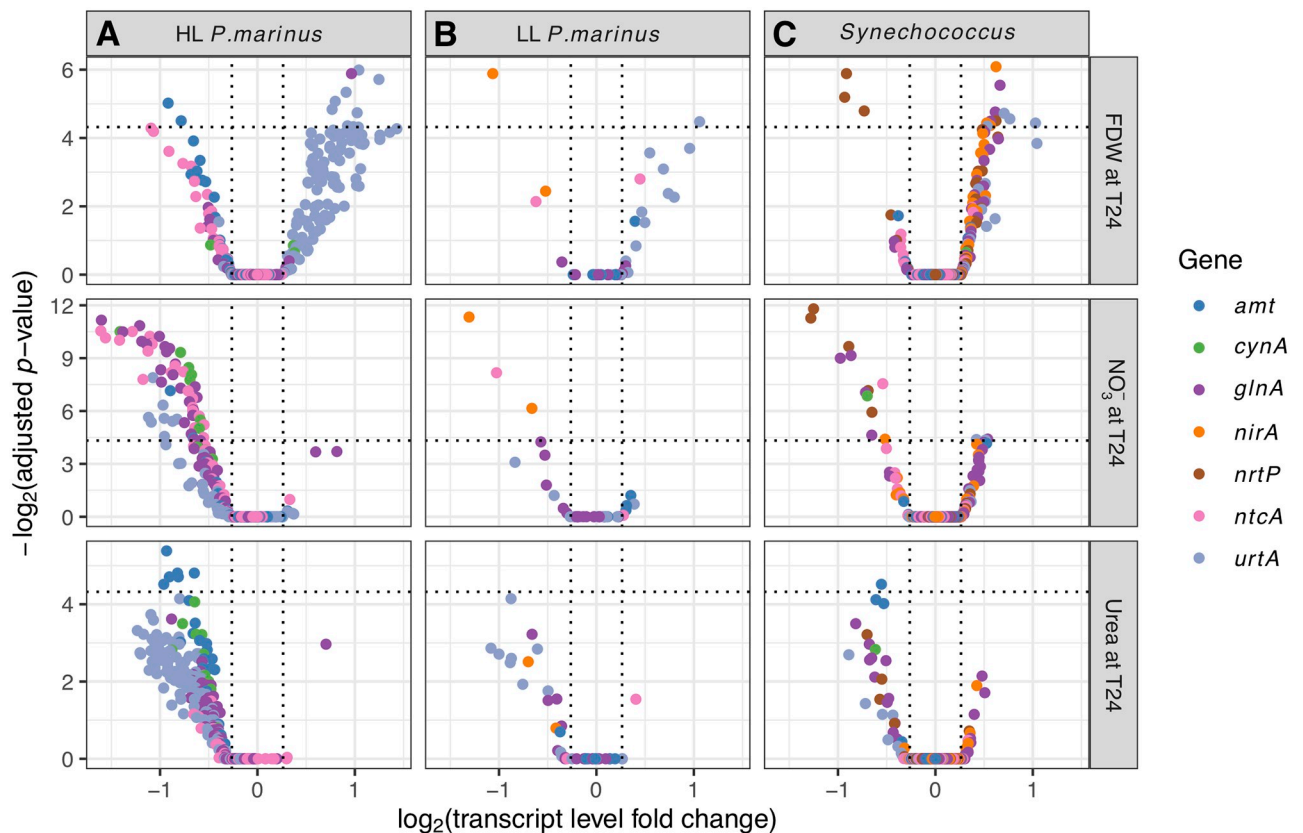 A HL P.marinus
B LL P.marinus
C Synechococcus
6
4
2
0
FDW at T24
12
9
6
3
0
NO₃⁻ at T24
4
2
0
Urea at T24
−1 0 1 −1 0 1 −1 0 1
−log₂(adjusted p−value)
log₂(transcript level fold change)
Gene
amt
cynA
glnA
nirA
nrtP
ntcA
urtA